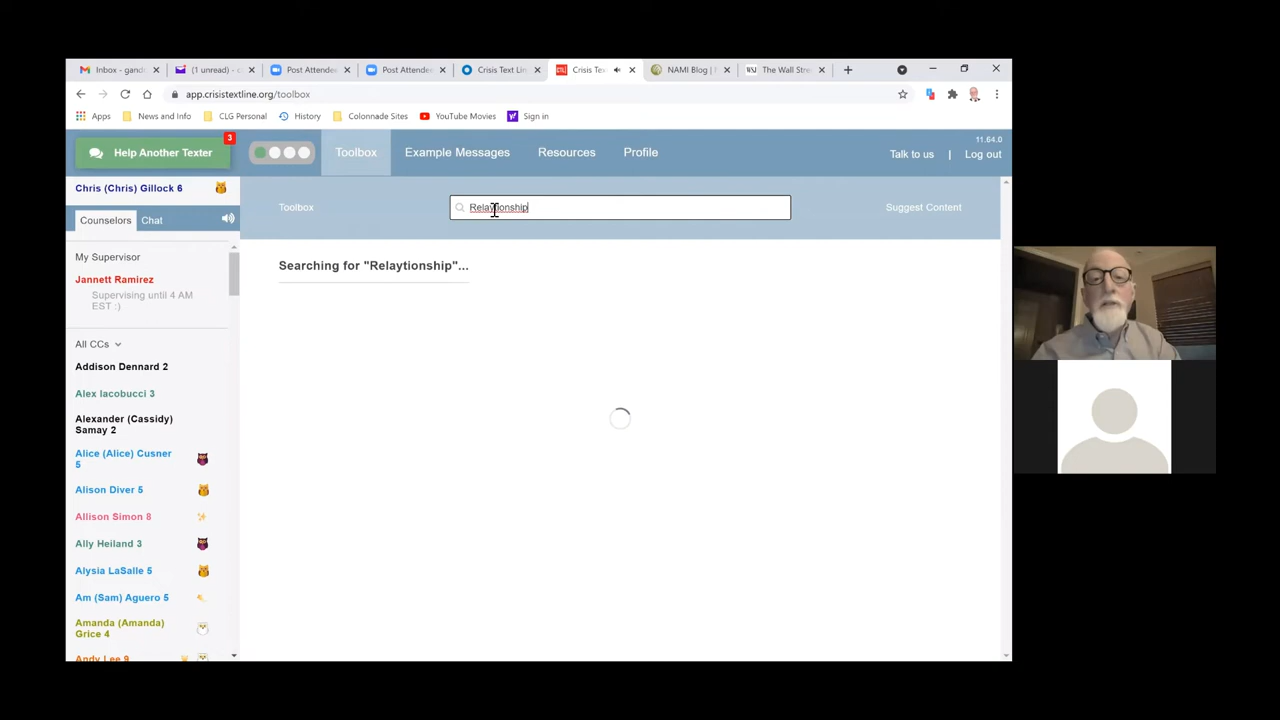 Inbox - gand
(1 unread) - c
Post Attende
Post Attende
Crisis Text Lin
Crisis Te
NAMI Blog |
The Wall Stre
app.crisistextline.org/toolbox
Apps
News and Info
CLG Personal
History
Colonnade Sites
YouTube Movies
Sign in
Help Another Texter
3
Toolbox
Example Messages
Resources
Profile
11.64.0
Talk to us | Log out
Chris (Chris) Gillock 6
Counselors
Chat
Toolbox
Relaytionship
Suggest Content
My Supervisor
Jannett Ramirez
Supervising until 4 AM
EST :)
All CCs
Addison Dennard 2
Alex Iacobucci 3
Alexander (Cassidy)
Samay 2
Alice (Alice) Cusner
5
Alison Diver 5
Allison Simon 8
Ally Heiland 3
Alysia LaSalle 5
Am (Sam) Aguero 5
Amanda (Amanda)
Grice 4
Andy Lee 9
Searching for "Relaytionship"...